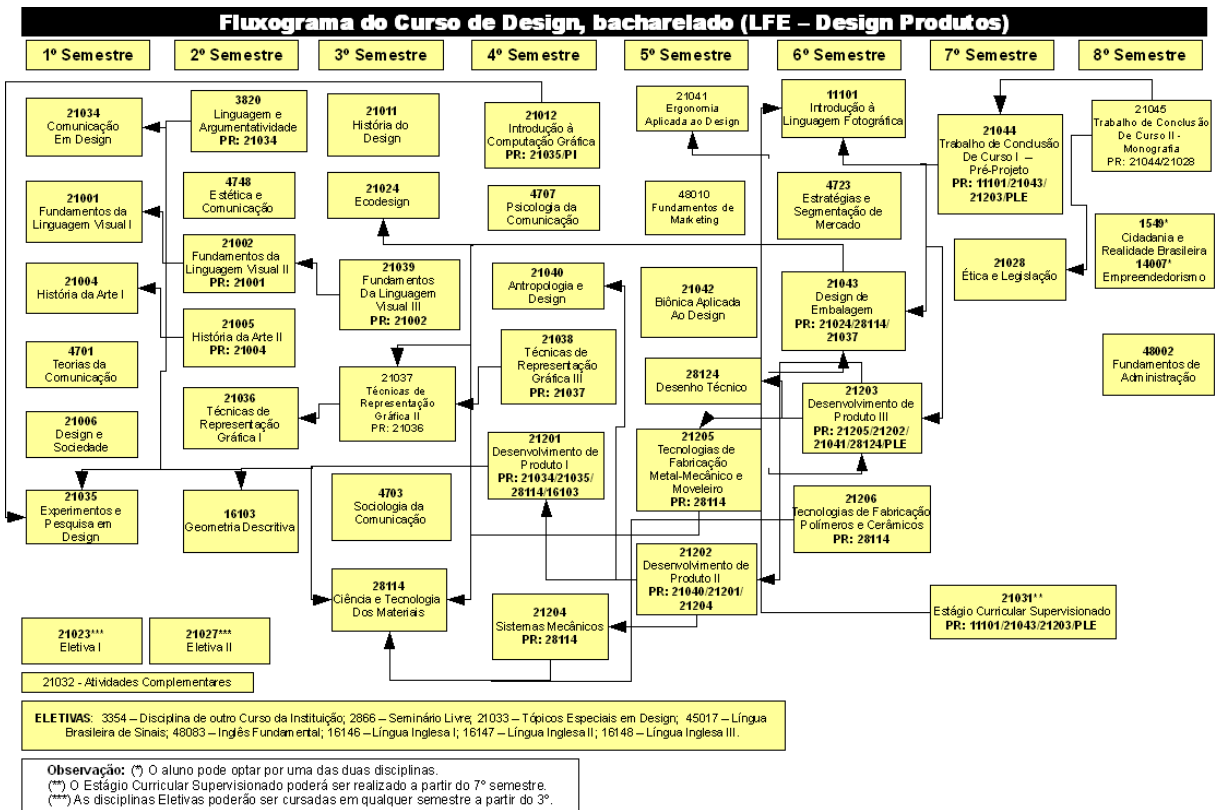 Fluxograma do Curso de Design, bacharelado (LFE – Design Produtos)
1º Semestre
2º Semestre
3º Semestre
4º Semestre
5º Semestre
6º Semestre
7º Semestre
8º Semestre
21034
Comunicação
Em Design
21001
Fundamentos da
Linguagem Visual I
21004
História da Arte I
4701
Teorias da
Comunicação
21006
Design e
Sociedade
21035
Experimentos e
Pesquisa em
Design
3820
Linguagem e
Argumentatividade
PR: 21034
4748
Estética e
Comunicação
21002
Fundamentos da
Linguagem Visual II
PR: 21001
21005
História da Arte II
PR: 21004
21036
Técnicas de
Representação
Gráfica I
16103
Geometria Descritiva
21011
História do
Design
21024
Ecodesign
21039
Fundamentos
Da Linguagem
Visual III
PR: 21002
21037
Técnicas de
Representação
Gráfica II
PR: 21036
4703
Sociologia da
Comunicação
28114
Ciência e Tecnologia
Dos Materiais
21012
Introdução à
Computação Gráfica
PR: 21035/PI
4707
Psicologia da
Comunicação
21040
Antropologia e
Design
21038
Técnicas de
Representação
Gráfica III
PR: 21037
21201
Desenvolvimento de
Produto I
PR: 21034/21035/
28114/16103
21204
Sistemas Mecânicos
PR: 28114
21041
Ergonomia
Aplicada ao Design
48010
Fundamentos de
Marketing
21042
Biônica Aplicada
Ao Design
28124
Desenho Técnico
21205
Tecnologias de
Fabricação
Metal-Mecânico e
Moveleiro
PR: 28114
21202
Desenvolvimento de
Produto II
PR: 21040/21201/
21204
11101
Introdução à
Linguagem Fotográfica
4723
Estratégias e
Segmentação de
Mercado
21043
Design de
Embalagem
PR: 21024/28114/
21037
21203
Desenvolvimento de
Produto III
PR: 21205/21202/
21041/28124/PLE
21206
Tecnologias de Fabricação
Polímeros e Cerâmicos
PR: 28114
21044
Trabalho de Conclusão
De Curso I –
Pré-Projeto
PR: 11101/21043/
21203/PLE
21028
Ética e Legislação
21031**
Estágio Curricular Supervisionado
PR: 11101/21043/21203/PLE
21045
Trabalho de Conclusão
De Curso II -
Monografia
PR: 21044/21028
1549*
Cidadania e
Realidade Brasileira
14007*
Empreendedorismo
48002
Fundamentos de
Administração
21023***
Eletiva I
21027***
Eletiva II
21032 - Atividades Complementares
ELETIVAS: 3354 – Disciplina de outro Curso da Instituição; 2866 – Seminário Livre; 21033 – Tópicos Especiais em Design; 45017 – Língua
Brasileira de Sinais; 48083 – Inglês Fundamental; 16146 – Língua Inglesa I; 16147 – Língua Inglesa II; 16148 – Língua Inglesa III.
Observação: (*) O aluno pode optar por uma das duas disciplinas.
(**) O Estágio Curricular Supervisionado poderá ser realizado a partir do 7º semestre.
(***) As disciplinas Eletivas poderão ser cursadas em qualquer semestre a partir do 3º.